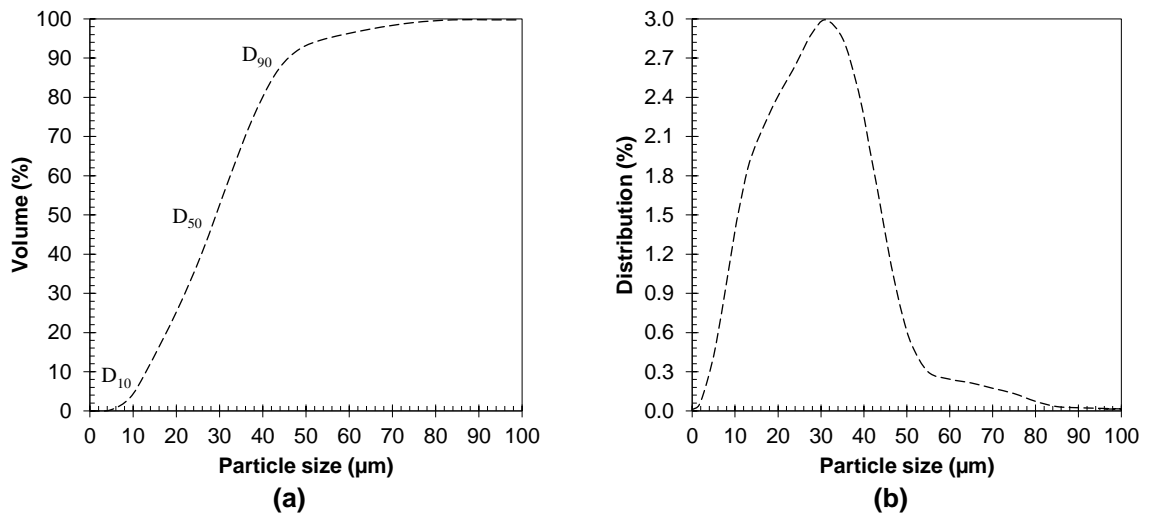 100
90
80
70
60
50
40
30
20
10
0
Volume (%)
D₉₀
D₅₀
D₁₀
0 10 20 30 40 50 60 70 80 90 100
Particle size (µm)
(a)
3.0
2.7
2.4
2.1
1.8
1.5
1.2
0.9
0.6
0.3
0.0
Distribution (%)
0 10 20 30 40 50 60 70 80 90 100
Particle size (µm)
(b)